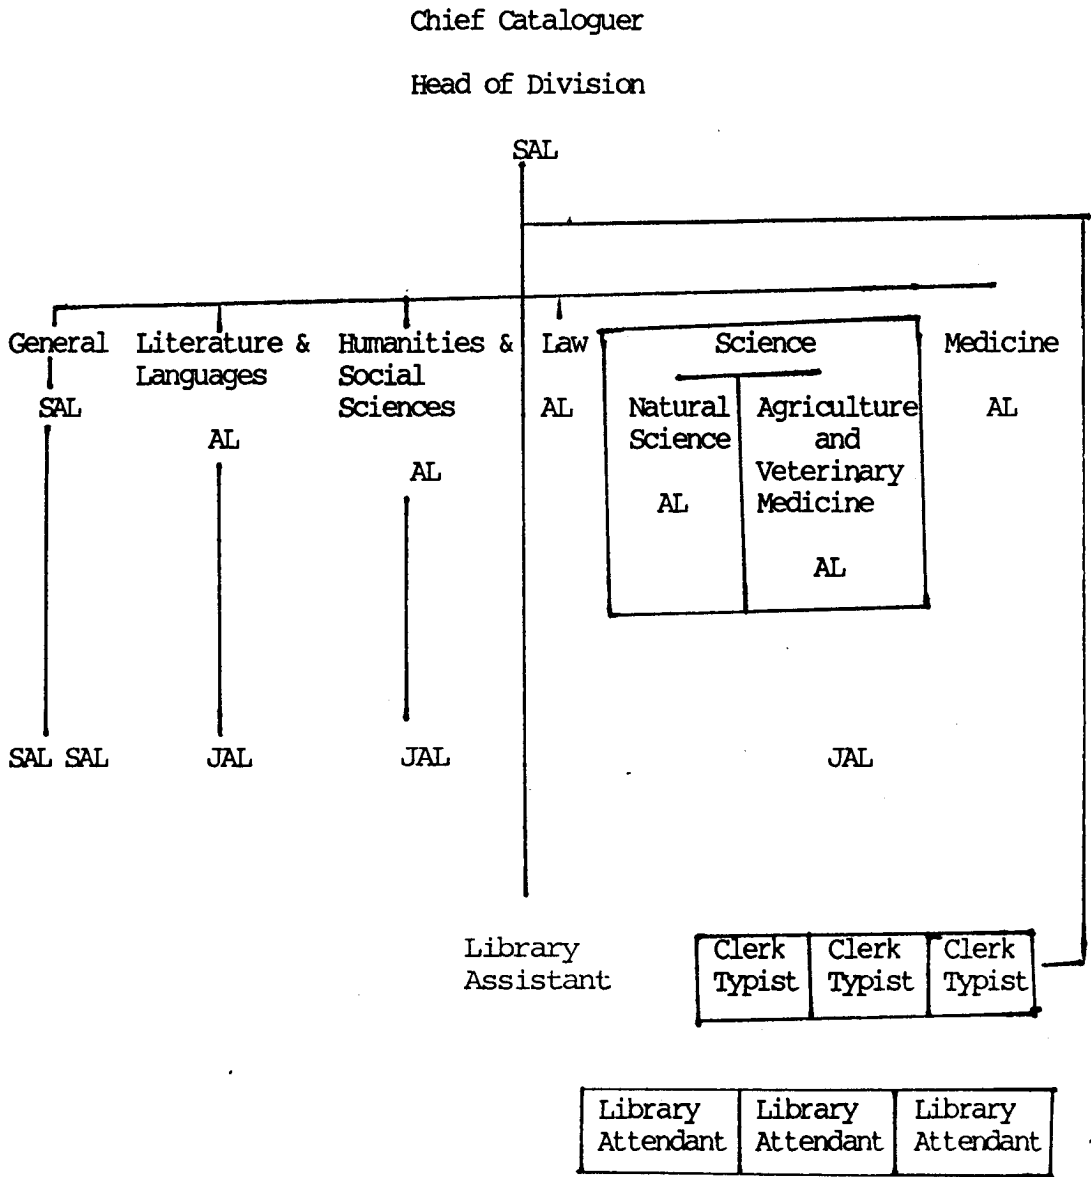 Chief Cataloguer
Head of Division
SAL
General Literature & Humanities & Law Science Medicine
Languages Social
SAL Sciences AL Natural Agriculture AL
AL Science and
AL Veterinary
AL Medicine
AL
SAL SAL JAL JAL JAL
Library Clerk Clerk Clerk
Assistant Typist Typist Typist
Library Library Library
Attendant Attendant Attendant